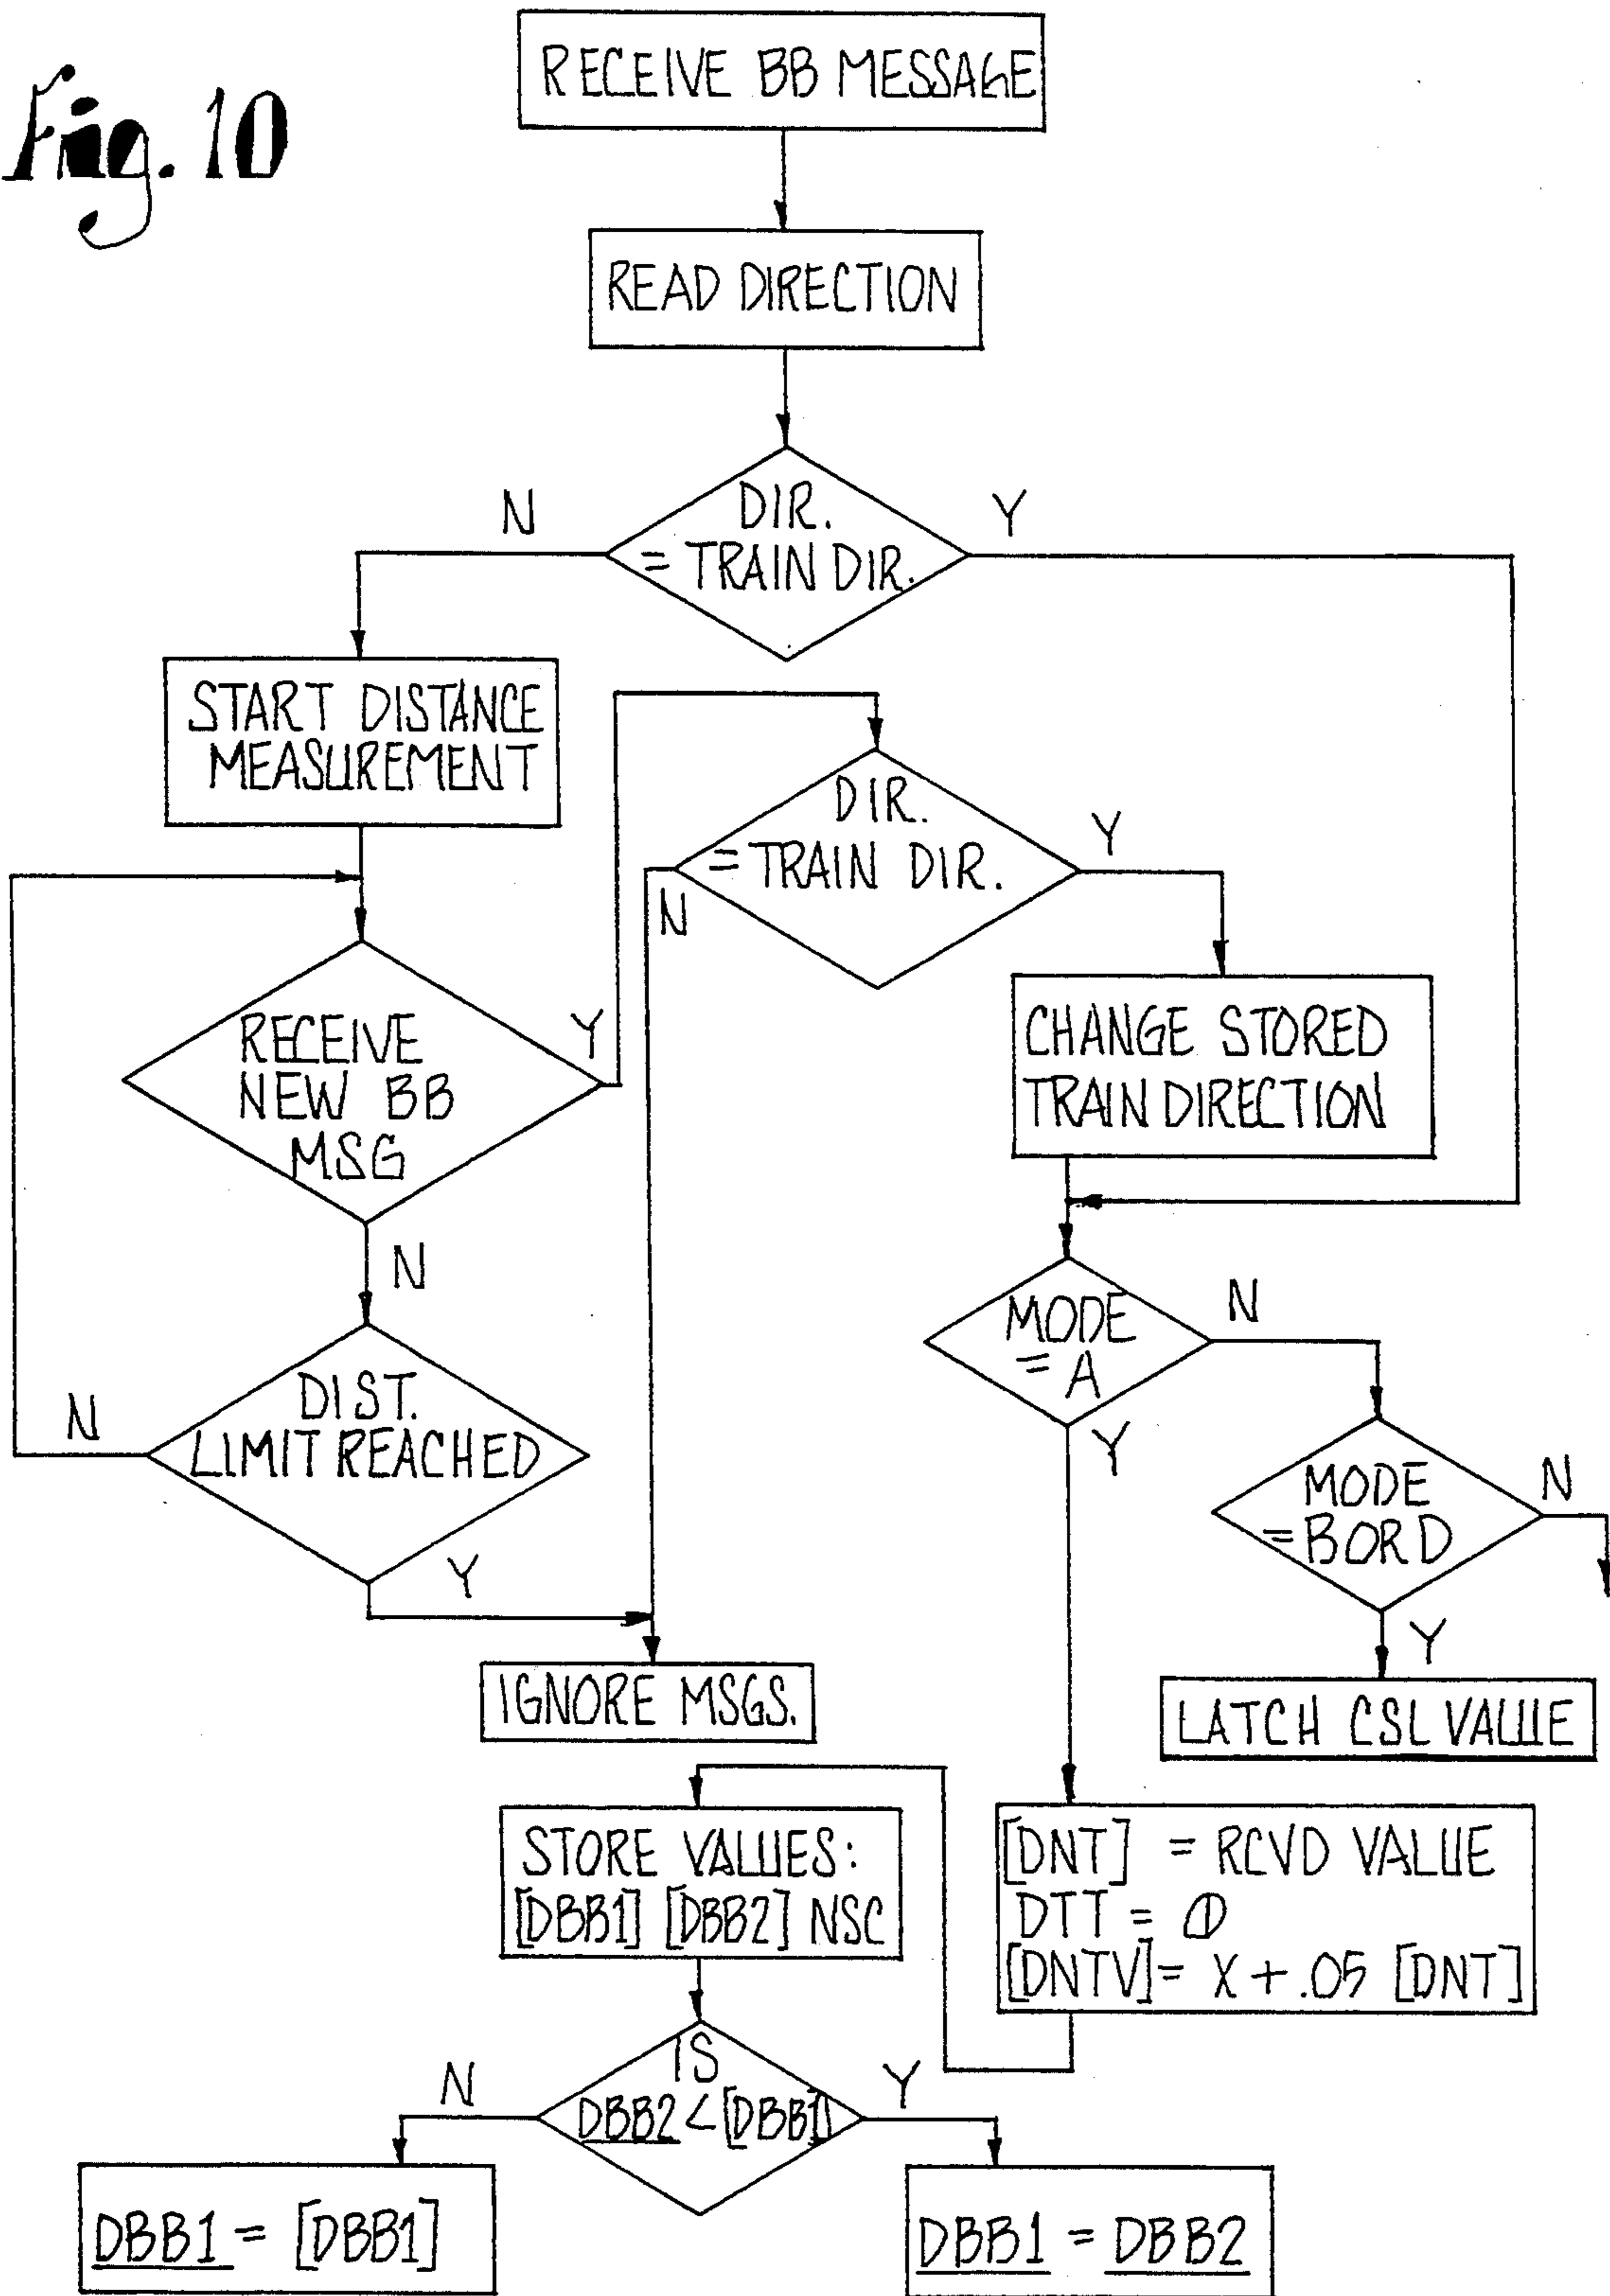 Fig. 10
RECEIVE BB MESSAGE
READ DIRECTION
DIR.
= TRAIN DIR.
N
Y
START DISTANCE
MEASUREMENT
DIR.
= TRAIN DIR.
Y
N
RECEIVE
NEW BB
MSG
Y
N
CHANGE STORED
TRAIN DIRECTION
MODE
= A
N
Y
DIST.
LIMIT REACHED
N
Y
MODE
= BORD
N
Y
IGNORE MSGS.
LATCH CSL VALUE
STORE VALUES:
[DBB1] [DBB2] NSC
[DNT] = RCVD VALUE
DTT = 0
[DNTV] = X + .05 [DNT]
IS
DBB2 < [DBB1]
N
Y
DBB1 = [DBB1]
DBB1 = DBB2